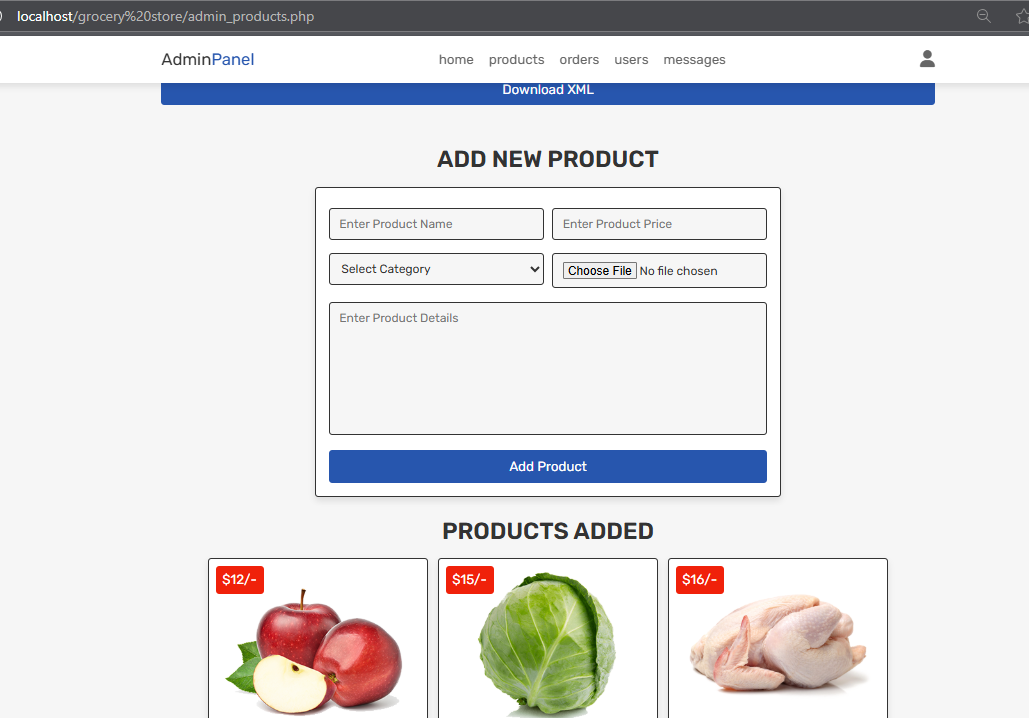 localhost/grocery%20store/admin_products.php
AdminPanel home products orders users messages
Download XML
ADD NEW PRODUCT
Enter Product Name Enter Product Price
Select Category Choose File No file chosen
Enter Product Details
Add Product
PRODUCTS ADDED
$12/- $15/- $16/-